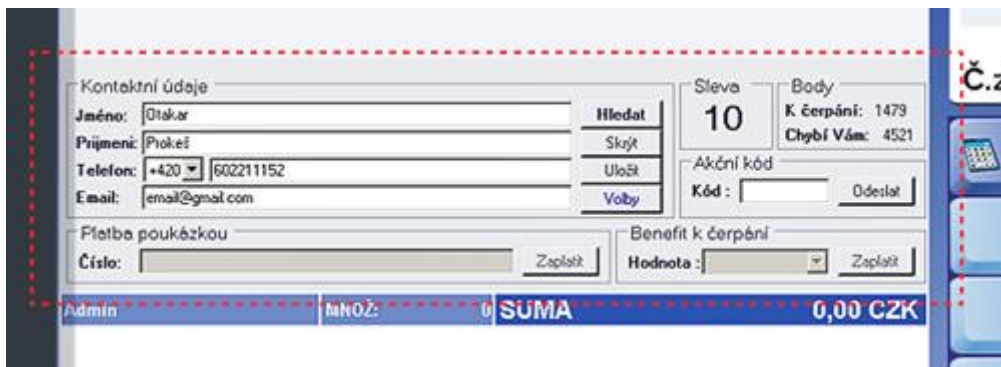 Kontaktní údaje
Jméno: Otakar
Hledat
Prijmeni: Prokeš
Skrýt
Telefon: +420 602211152
Uložit
Email: email@gmail.com
Volby
Sleva
10
Body
K čerpání: 1479
Chybí Vám: 4521
Akční kód
Kód :
Odeslat
Č.z
Platba poukázkou
Číslo:
Zaplatit
Benefit k čerpání
Hodnota :
Zaplatit
Admin MNOŽ: 0 SUMA 0,00 CZK